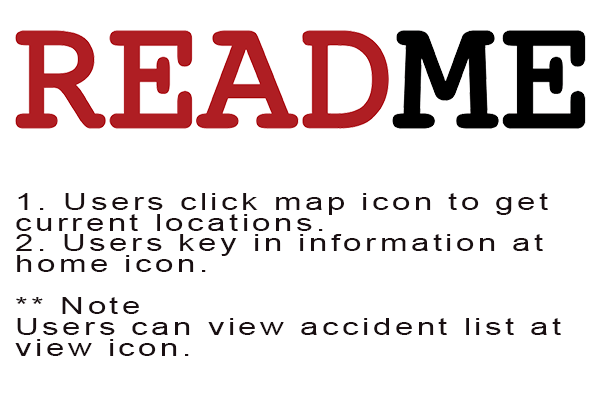 README
1. Users click map icon to get
current locations.
2. Users key in information at
home icon.
** Note
Users can view accident list at
view icon.